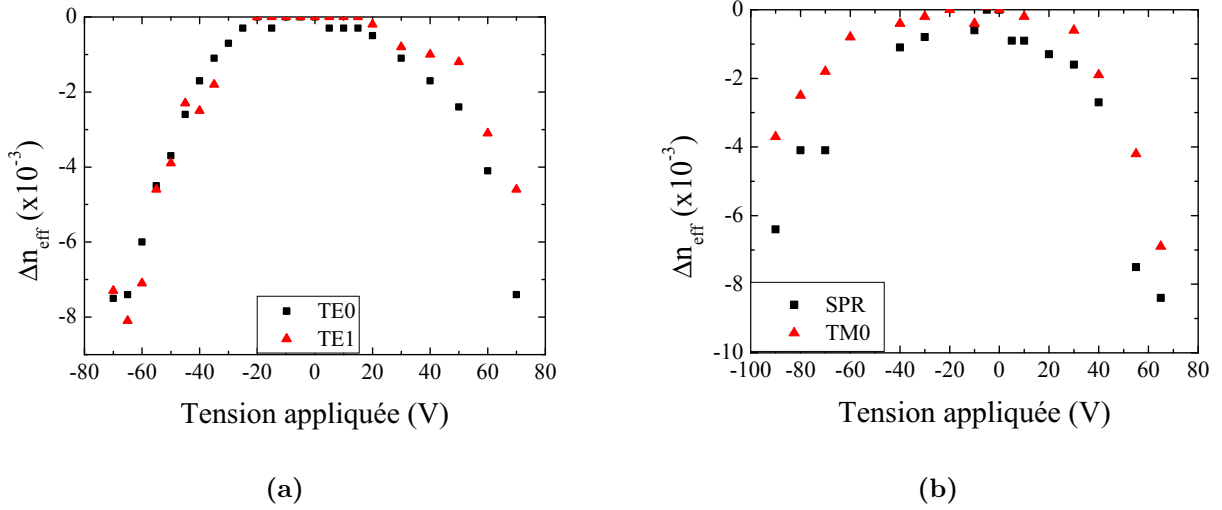 0
-2
-4
-6
-8
Δn_eff (x10^-3)
TE0
TE1
-80 -60 -40 -20 0 20 40 60 80
Tension appliquée (V)
(a)
0
-2
-4
-6
-8
-10
Δn_eff (x10^-3)
SPR
TM0
-100 -80 -60 -40 -20 0 20 40 60 80
Tension appliquée (V)
(b)